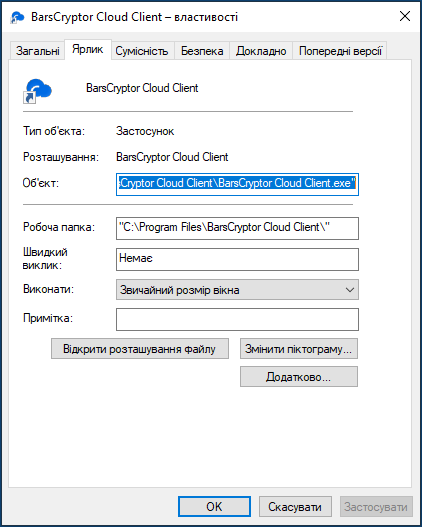 BarsCryptor Cloud Client – властивості
Загальні Ярлик Сумісність Безпека Докладно Попередні версії
BarsCryptor Cloud Client
Тип об'єкта: Застосунок
Розташування: BarsCryptor Cloud Client
Об'єкт: sCryptor Cloud Client\BarsCryptor Cloud Client.exe"
Робоча папка: "C:\Program Files\BarsCryptor Cloud Client\"
Швидкий
виклик: Немає
Виконати: Звичайний розмір вікна
Примітка:
Відкрити розташування файлу Змінити піктограму...
Додатково...
OK Скасувати Застосувати